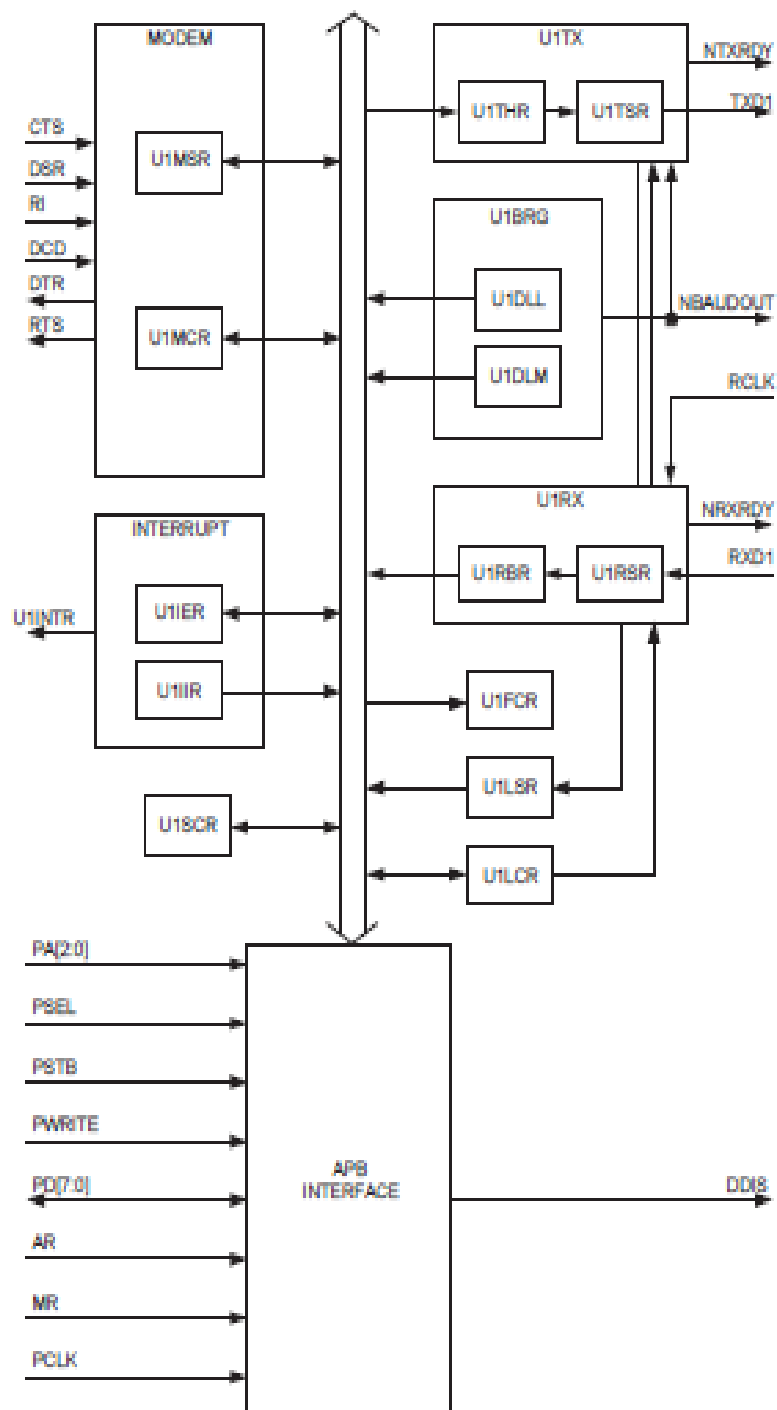 MODEM
CTS
DSR
RI
DCD
DTR
RTS
U1MSR
U1MCR
U1TX
NTXRDY
TXD1
U1THR
U1TSR
U1BRG
U1DLL
NBAUDOUT
U1DLM
RCLK
U1RX
NRXRDY
RXD1
U1RBR
U1RSR
INTERRUPT
U1INTR
U1IER
U1IIR
U1FCR
U1LSR
U1SCR
U1LCR
PA[2:0]
PSEL
PSTB
PWRITE
PD[7:0]
AR
MR
PCLK
APB
INTERFACE
DDIS